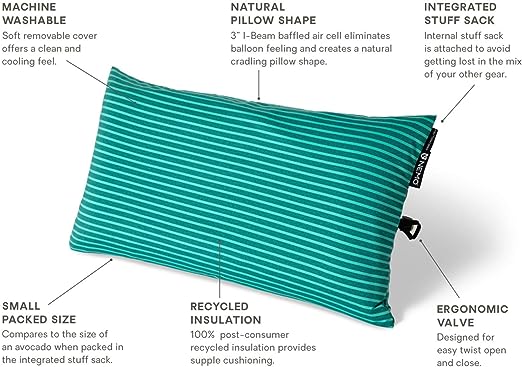 MACHINE
WASHABLE
Soft removable cover
offers a clean and
cooling feel.
NATURAL
PILLOW SHAPE
3” I-Beam baffled air cell eliminates
balloon feeling and creates a natural
cradling pillow shape.
INTEGRATED
STUFF SACK
Internal stuff sack
is attached to avoid
getting lost in the mix
of your other gear.
NEMO
SMALL
PACKED SIZE
Compares to the size of
an avocado when packed in
the integrated stuff sack.
RECYCLED
INSULATION
100% post-consumer
recycled insulation provides
supple cushioning.
ERGONOMIC
VALVE
Designed for
easy twist open
and close.